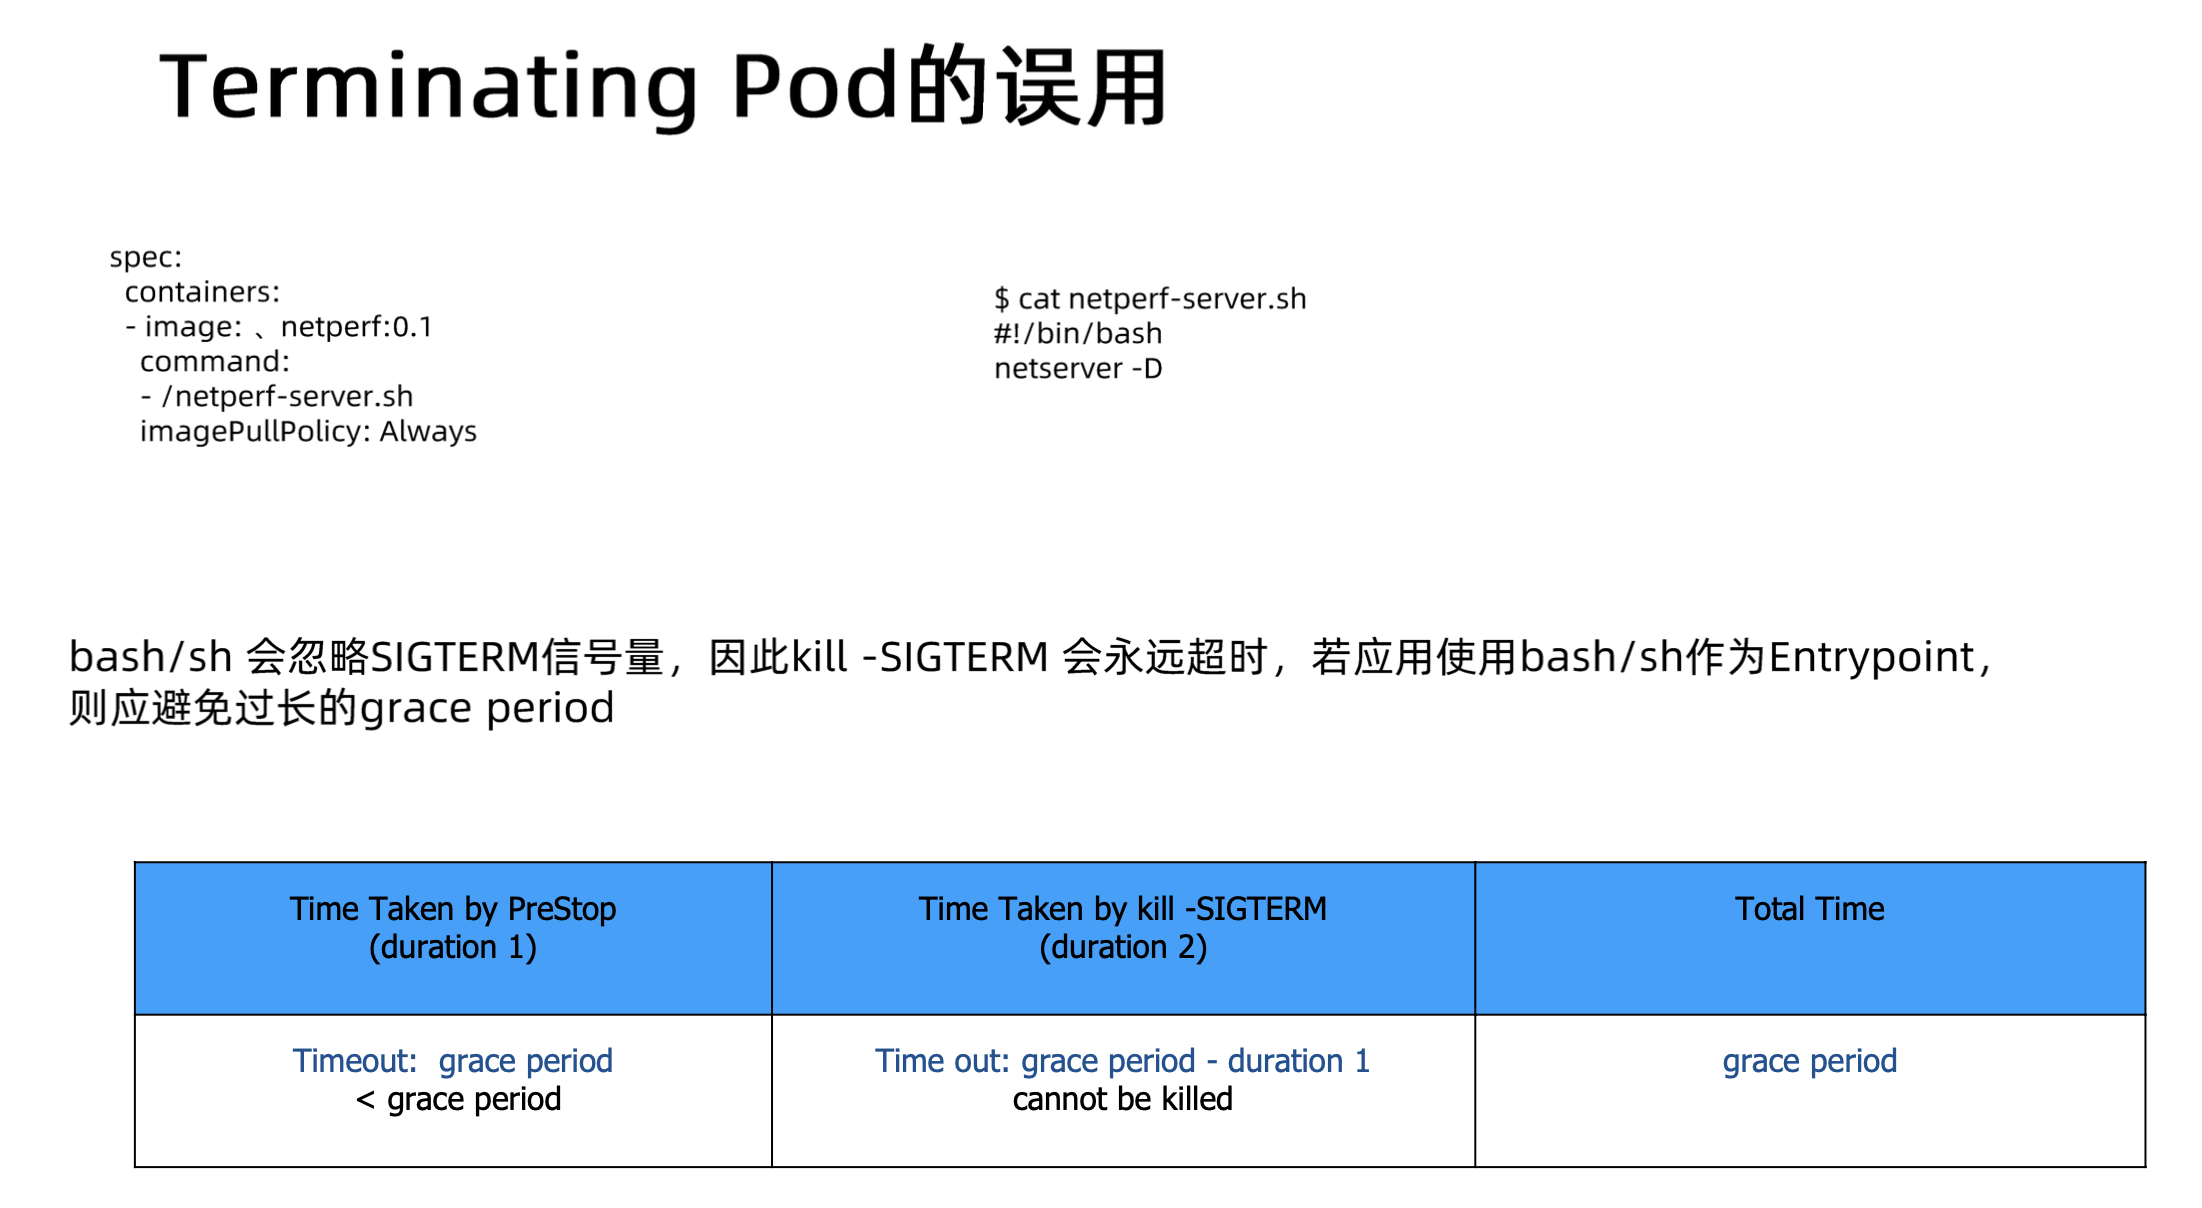 Terminating Pod的误用
spec:
containers:
- image: 、netperf:0.1
command:
- /netperf-server.sh
imagePullPolicy: Always
$ cat netperf-server.sh
#!/bin/bash
netserver -D
bash/sh 会忽略SIGTERM信号量，因此kill -SIGTERM 会永远超时，若应用使用bash/sh作为Entrypoint，
则应避免过长的grace period
Time Taken by PreStop
(duration 1)
Time Taken by kill -SIGTERM
(duration 2)
Total Time
Timeout: grace period
< grace period
Time out: grace period - duration 1
cannot be killed
grace period